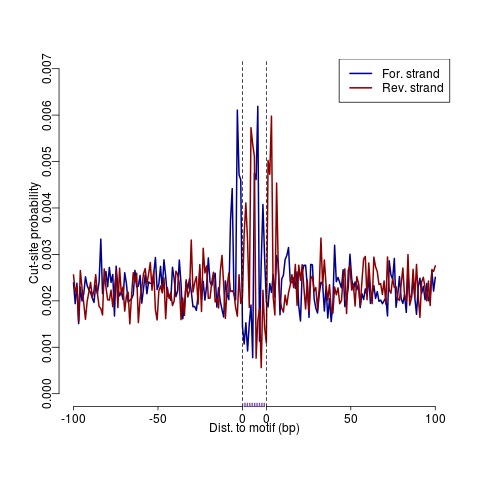 For. strand
Rev. strand
Cut-site probability
0.007
0.006
0.005
0.004
0.003
0.002
0.001
0.000
-100 -50 0 0 50 100
Dist. to motif (bp)